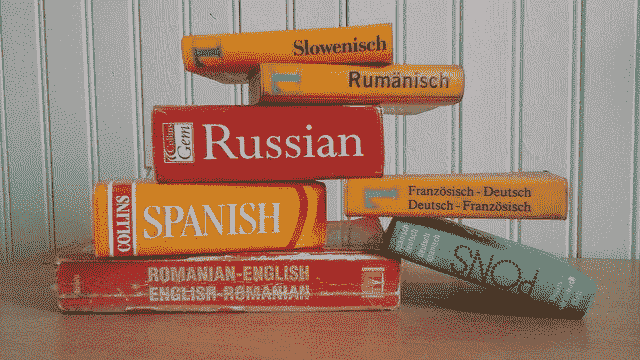 Slowenisch
Rumänisch
Collins
Gem
Russian
COLLINS
SPANISH
Französisch - Deutsch
Deutsch - Französisch
PONS
ROMANIAN-ENGLISH
ENGLISH-ROMANIAN